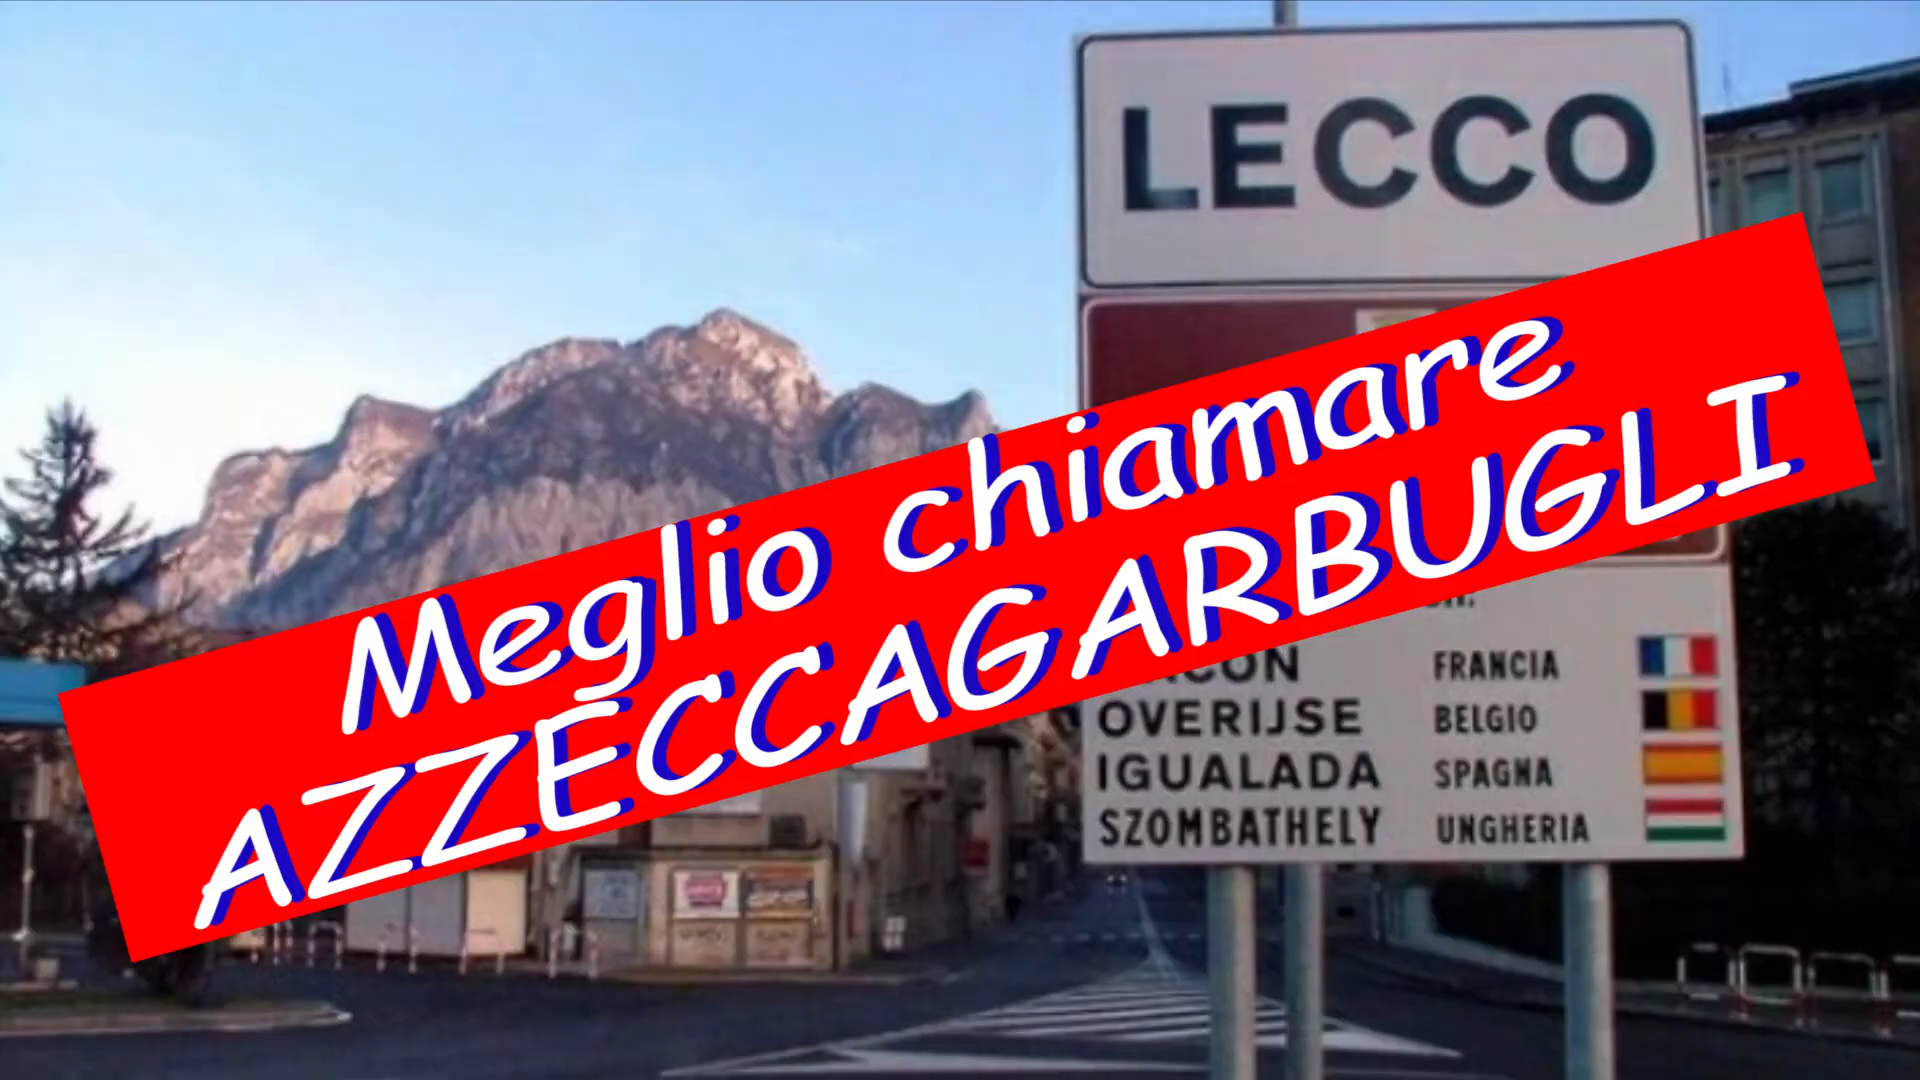 LECCO
Meglio chiamare
AZZECCAGARBUGLI
FRANCIA
OVERIJSE BELGIO
IGUALADA SPAGNA
SZOMBATHELY UNGHERIA